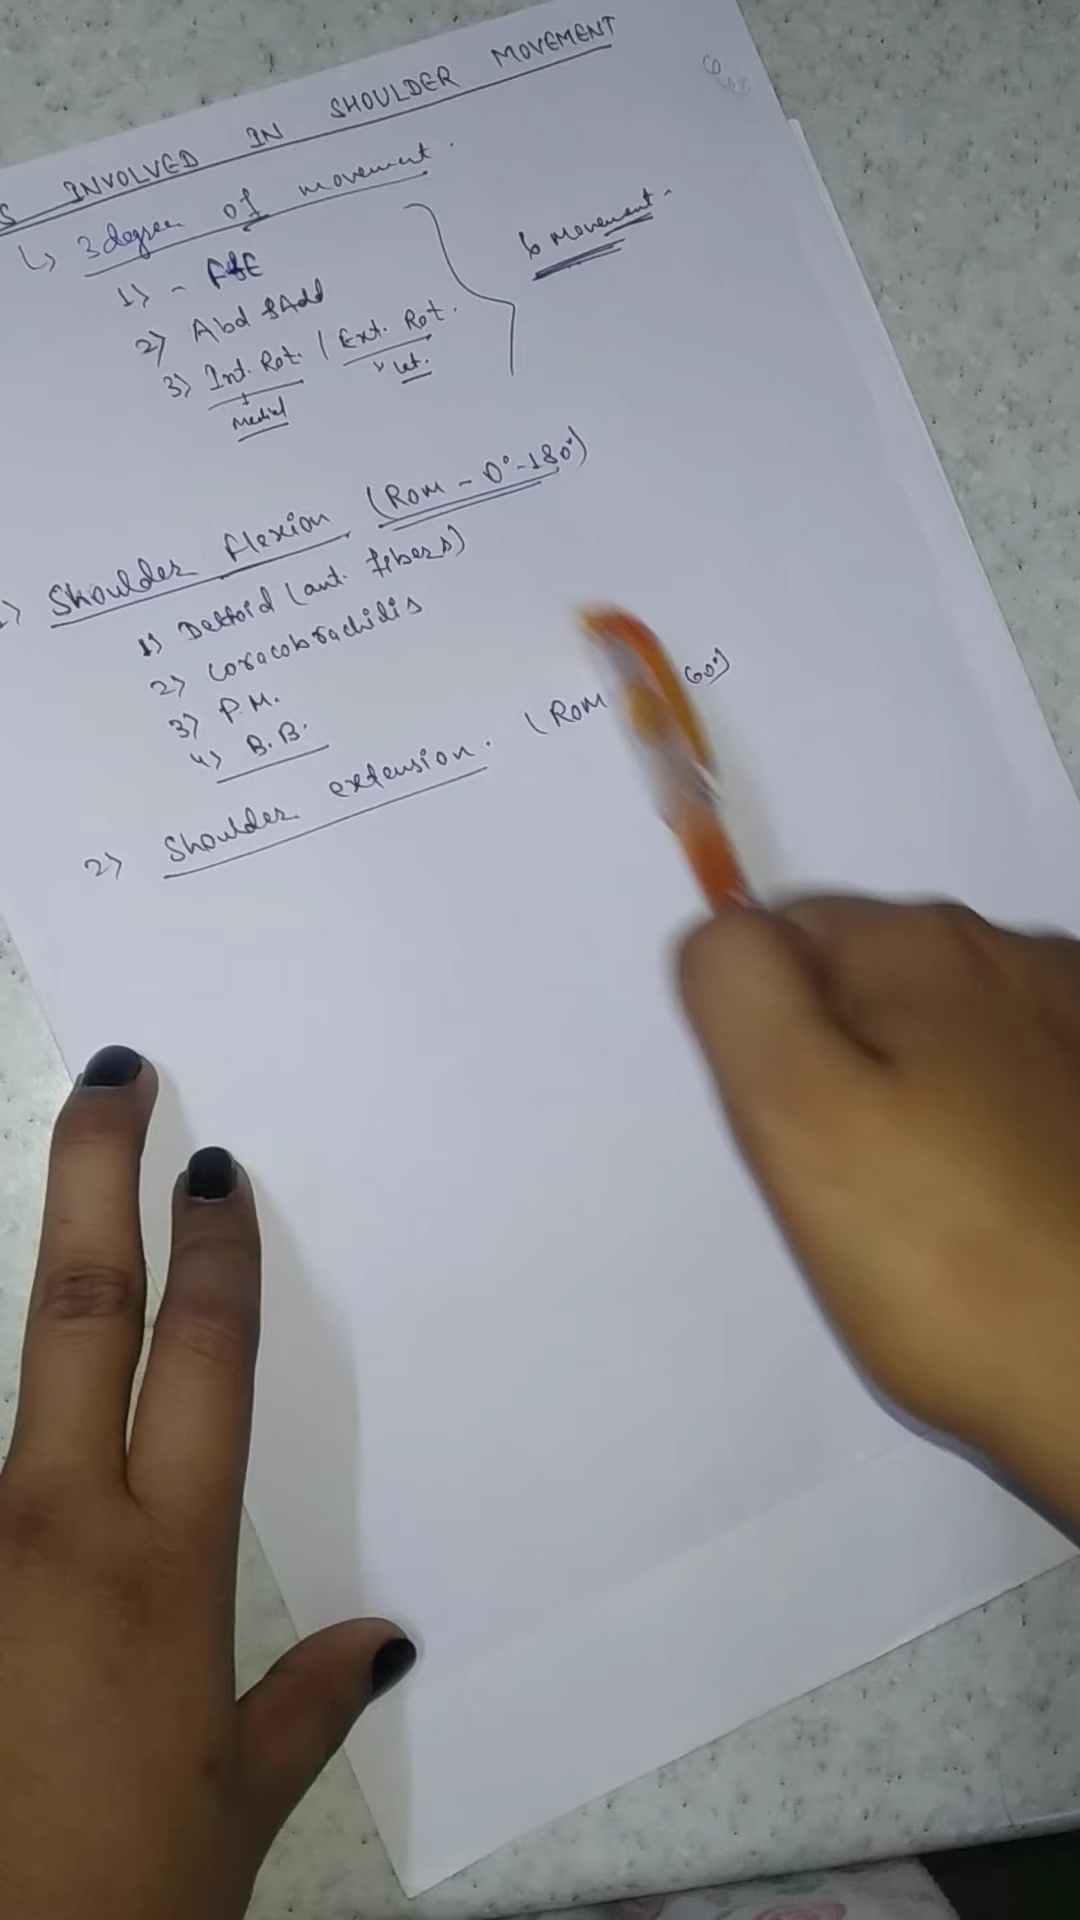 S INVOLVED IN SHOULDER MOVEMENT
↳ 3 degree of movement.
1) - F&E
2) Abd & Add
3) Int. Rot. / Ext. Rot.
Medial
Lat.
6 Movement.
1) Shoulder flexion (ROM - 0°-180°)
1) Deltoid (ant. fibers)
2) Coracobrachilis
3) P.M.
4) B.B.
2) Shoulder extension. (ROM 60°)